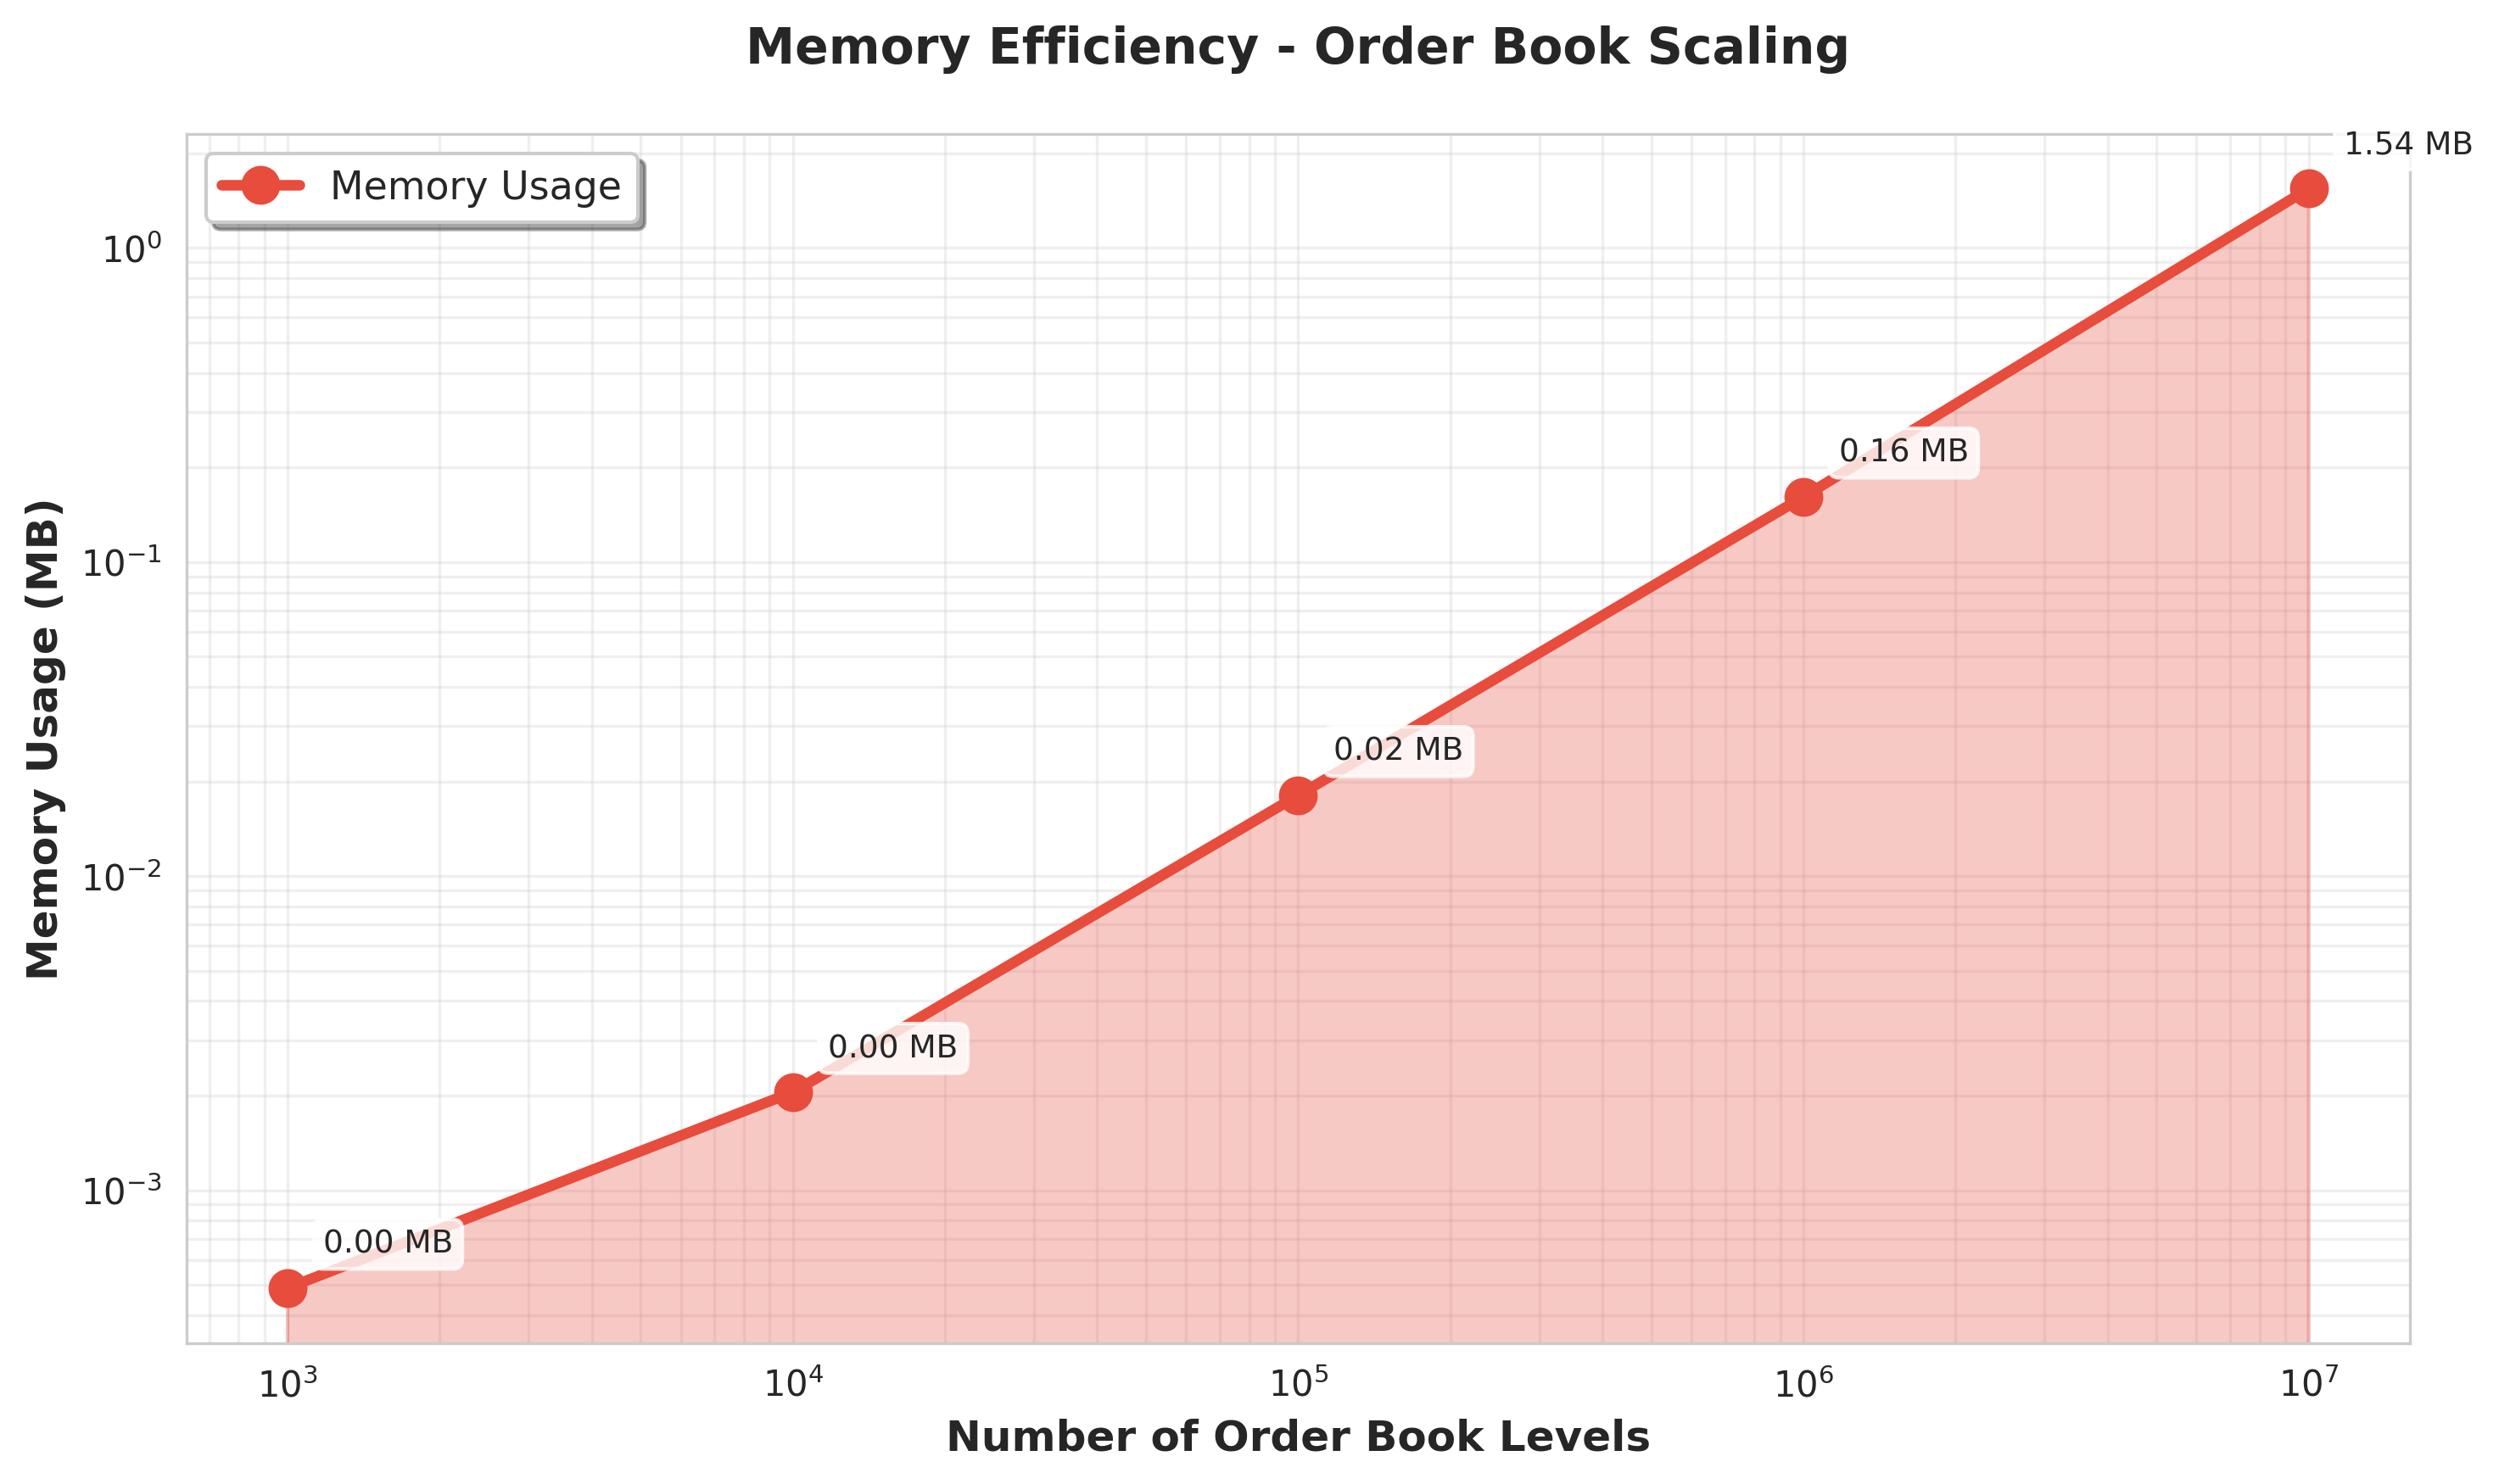 Memory Efficiency - Order Book Scaling
Memory Usage
1.54 MB
0.16 MB
0.02 MB
0.00 MB
0.00 MB
Memory Usage (MB)
10⁰
10⁻¹
10⁻²
10⁻³
10³
10⁴
10⁵
10⁶
10⁷
Number of Order Book Levels